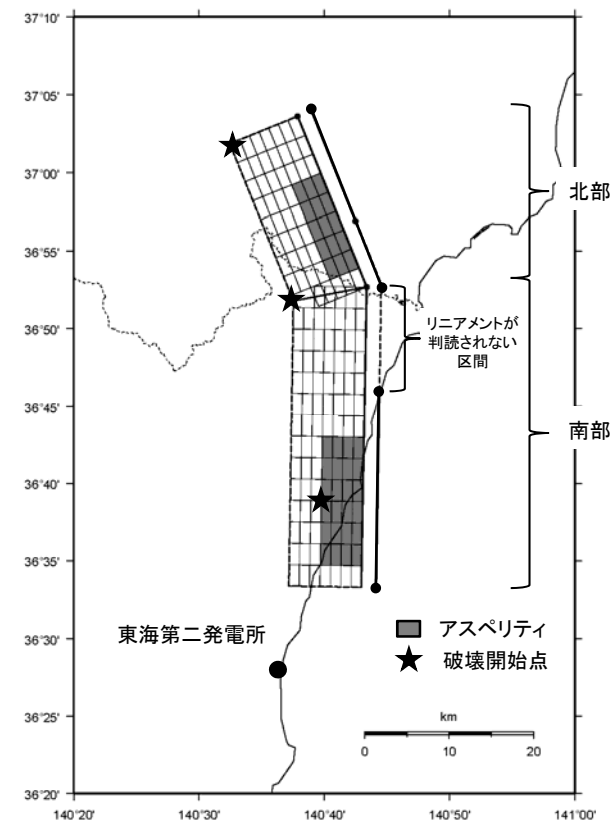 37°10'
37°05'
37°00'
36°55'
36°50'
36°45'
36°40'
36°35'
36°30'
36°25'
36°20'
140°20'
140°30'
140°40'
140°50'
141°00'
北部
リニアメントが
判読されない
区間
南部
東海第二発電所
アスペリティ
破壊開始点
km
0
10
20